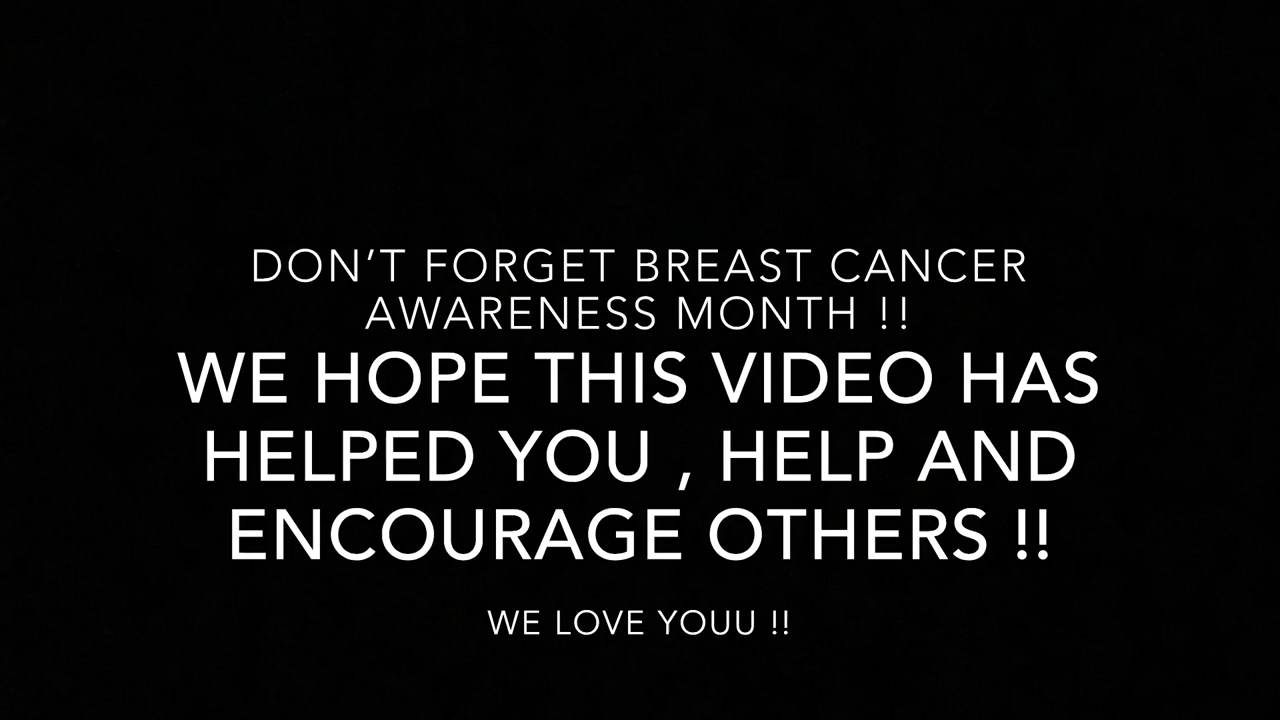 DON’T FORGET BREAST CANCER
AWARENESS MONTH !!
WE HOPE THIS VIDEO HAS
HELPED YOU , HELP AND
ENCOURAGE OTHERS !!
WE LOVE YOUU !!